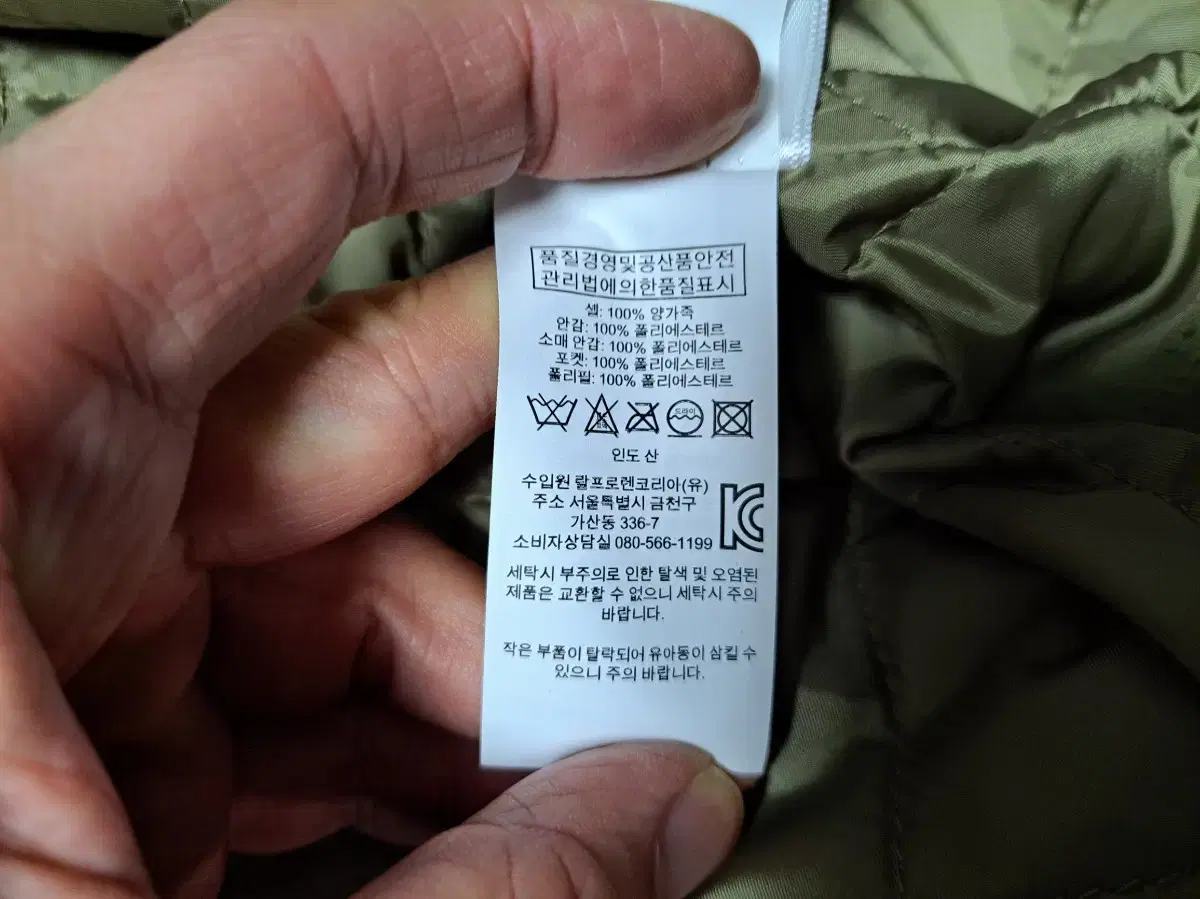 품질경영및공산품안전
관리법에의한품질표시
셀: 100% 양가죽
안감: 100% 폴리에스테르
소매 안감: 100% 폴리에스테르
포켓: 100% 폴리에스테르
폴리필: 100% 폴리에스테르
드라이
인도 산
수입원 랄프로렌코리아(유)
주소 서울특별시 금천구
가산동 336-7
소비자상담실 080-566-1199
세탁시 부주의로 인한 탈색 및 오염된
제품은 교환할 수 없으니 세탁시 주의
바랍니다.
작은 부품이 탈락되어 유아동이 삼킬 수
있으니 주의 바랍니다.